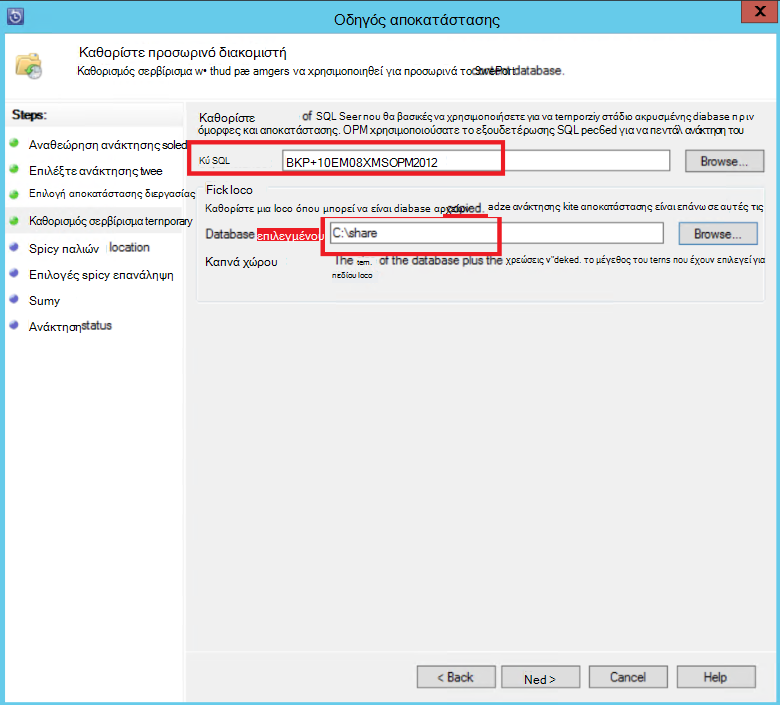 Οδηγός αποκατάστασης
X
Καθορίστε προσωρινό διακομιστή
Καθορισμός σερβίρισμα w• thud pæ amgers να χρησιμοποιηθεί για προσωρινά το database.
Steps:
Αναθεώρηση ανάκτησης soled
Επιλέξτε ανάκτησης twee
Επιλογή αποκατάστασης διεργασίας
Καθορισμός σερβίρισμα ternporary
Spicy παλιών location
Επιλογές spicy επανάληψη
Sumy
Ανάκτηση status
Καθορίστε of SQL Seer που θα βασικές να χρησιμοποιήσετε για να temporziy στάδιο ακρυσμένης diabase πριν
όμορφες και αποκατάστασης. OPM χρησιμοποιούσατε το εξουδετέρωσης SQL pec6ed για να πεντάλ ανάκτηση του
Κύ SQL
BKP+10EM08XMSOPM2012
Browse...
Fick loco
Καθορίστε μια loco όπου μπορεί να είναι diabase copied. adze ανάκτησης kite αποκατάστασης είναι επάνω σε αυτές τις
Database επιλεγμένου
C:\share
Browse...
Καπνά χώρου
The tem. of the database plus the χρεώσεις v"deked. το μέγεθος του terns που έχουν επιλεγεί για
πεδίου loco
< Back
Ned >
Cancel
Help